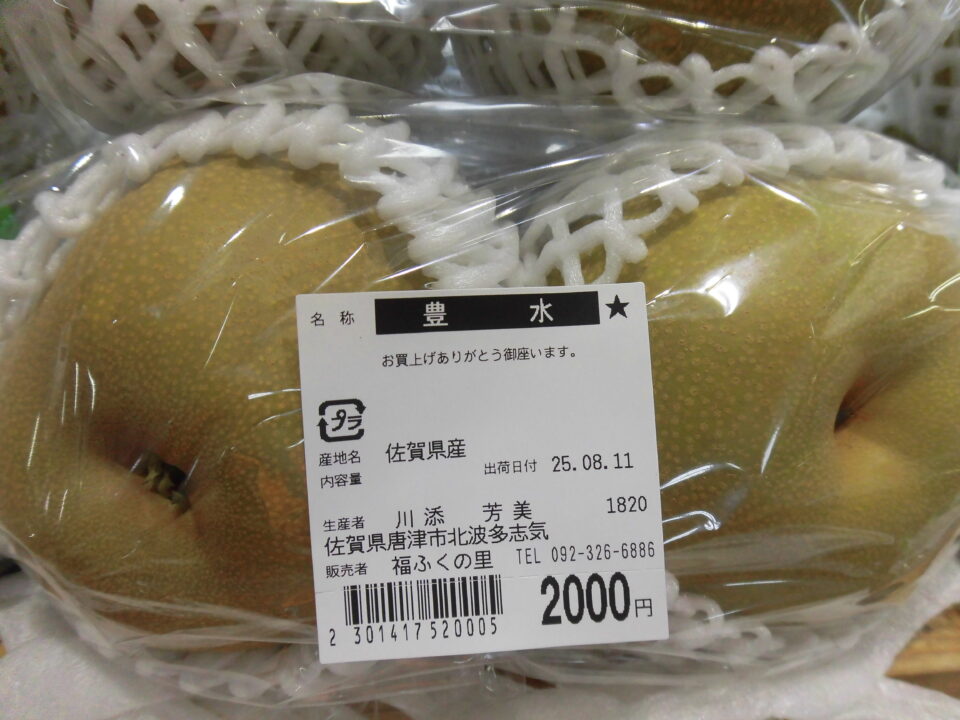 名称 豊水 ★
お買上げありがとう御座います。
プラ
産地名 佐賀県産
出荷日付 25.08.11
内容量
生産者 川添 芳美 1820
佐賀県唐津市北波多志気
販売者 福ふくの里 TEL 092-326-6886
2 301417520005
2000円